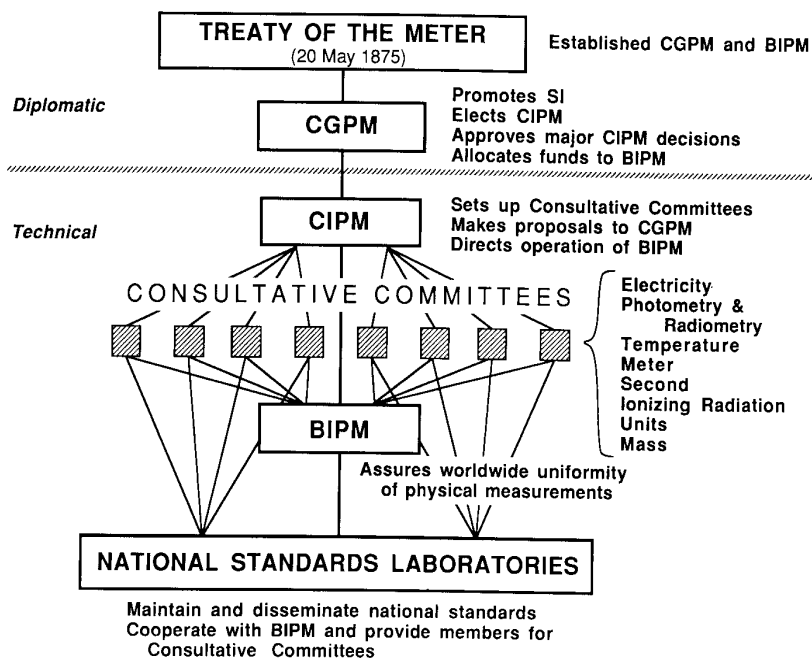 TREATY OF THE METER
(20 May 1875)
Established CGPM and BIPM
Diplomatic
CGPM
Promotes SI
Elects CIPM
Approves major CIPM decisions
Allocates funds to BIPM
Technical
CIPM
Sets up Consultative Committees
Makes proposals to CGPM
Directs operation of BIPM
CONSULTATIVE COMMITTEES
Electricity
Photometry &
Radiometry
Temperature
Meter
Second
Ionizing Radiation
Units
Mass
BIPM
Assures worldwide uniformity
of physical measurements
NATIONAL STANDARDS LABORATORIES
Maintain and disseminate national standards
Cooperate with BIPM and provide members for
Consultative Committees